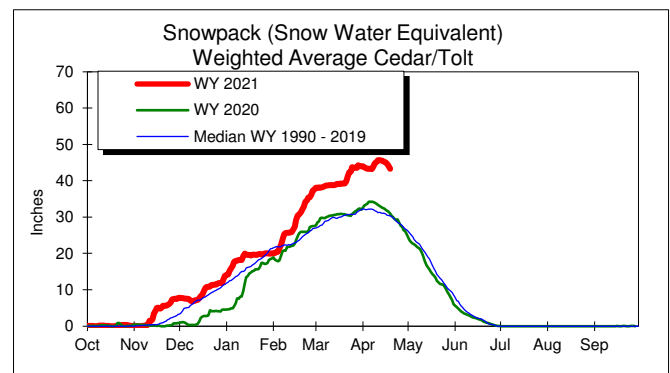 Snowpack (Snow Water Equivalent)
Weighted Average Cedar/Tolt
70
60
50
40
30
20
10
0
Inches
WY 2021
WY 2020
Median WY 1990 - 2019
Oct Nov Dec Jan Feb Mar Apr May Jun Jul Aug Sep